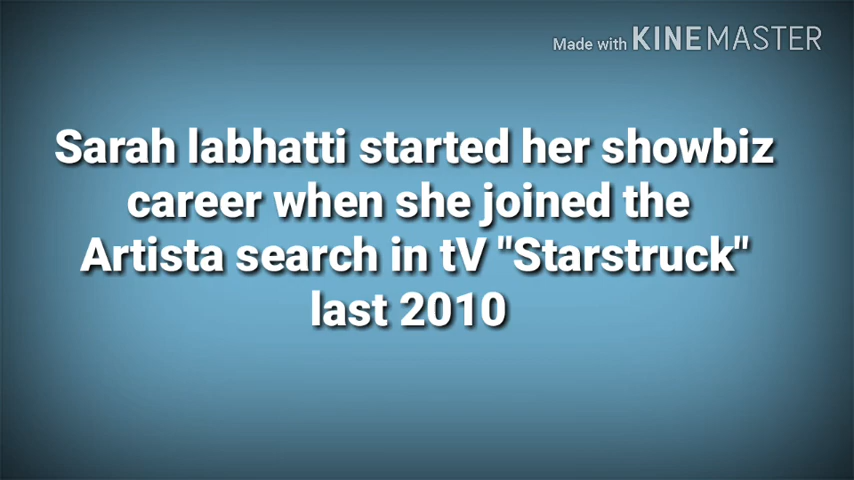 Made with KINEMASTER
Sarah labhatti started her showbiz
career when she joined the
Artista search in tV "Starstruck"
last 2010